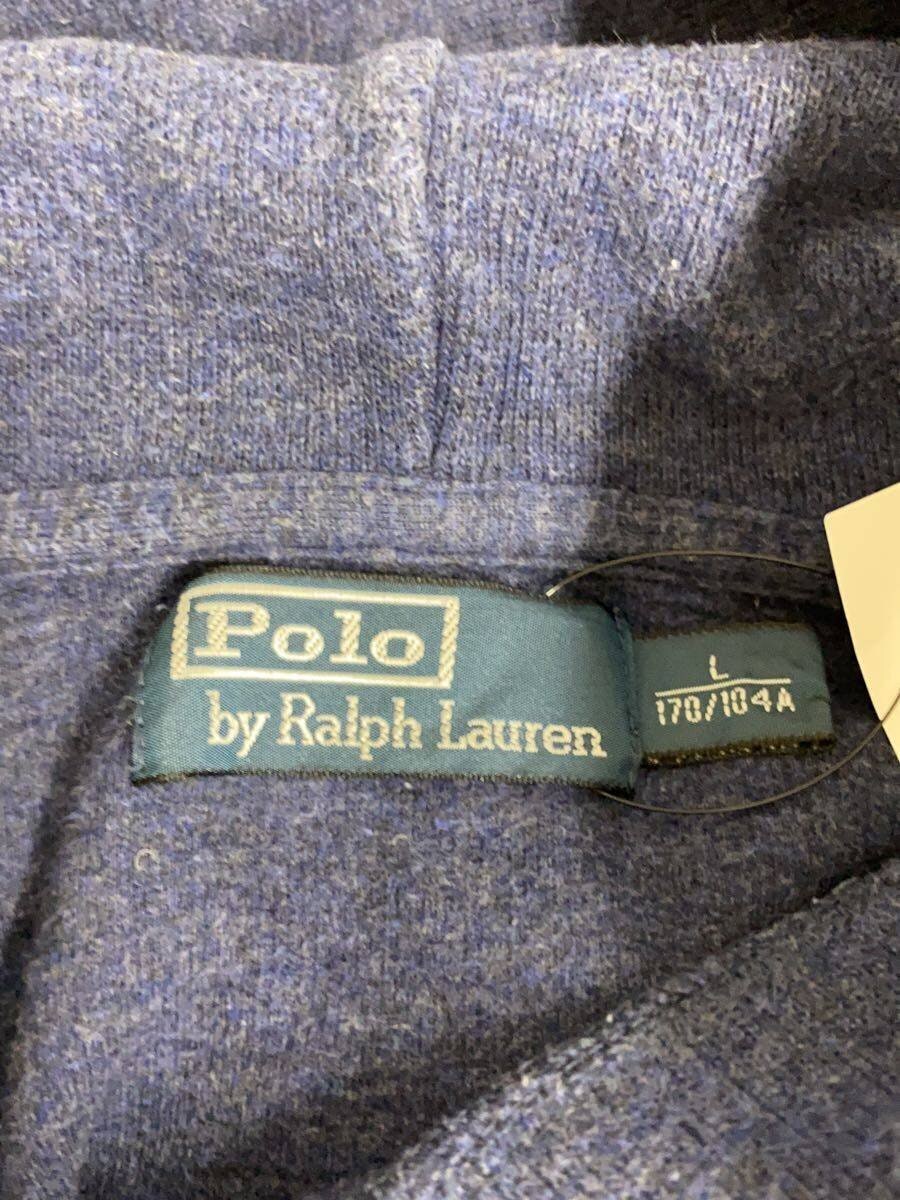 Polo
by Ralph Lauren
L
170/104A